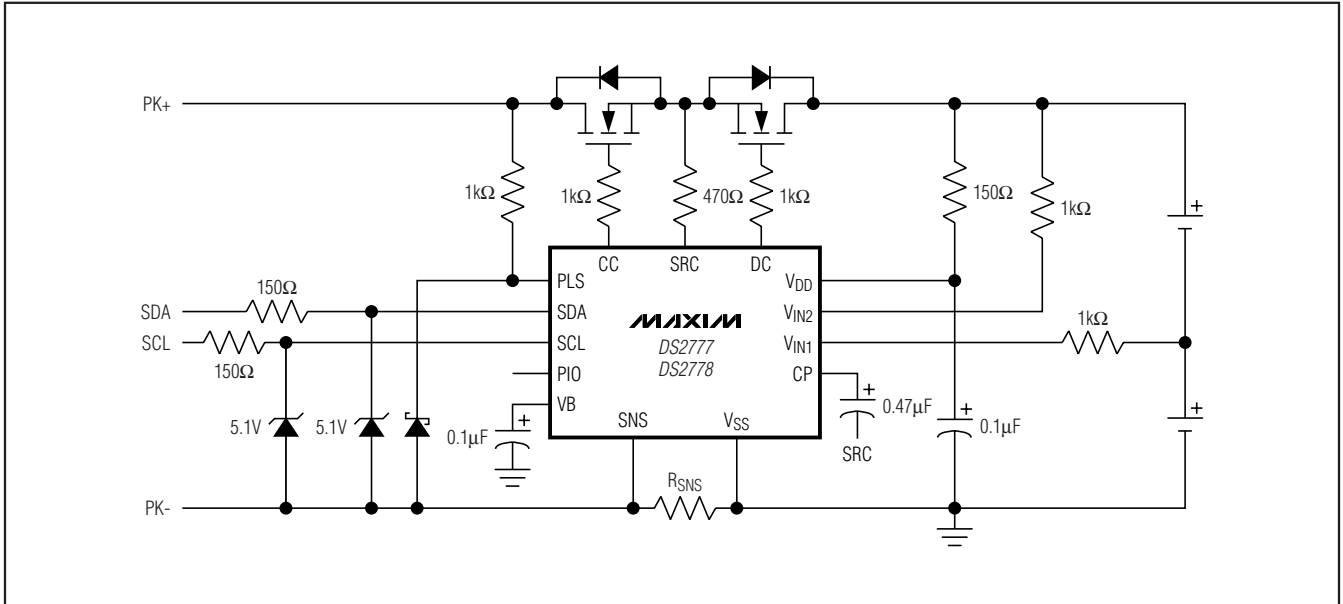 PK+
1kΩ
1kΩ
470Ω
1kΩ
150Ω
1kΩ
+
CC
SRC
DC
PLS
VDD
150Ω
SDA
SDA
VIN2
MAXIM
1kΩ
SCL
SCL
DS2777
VIN1
150Ω
DS2778
PIO
CP
+
0.47µF
VB
+
5.1V
5.1V
0.1µF
+
SNS
VSS
SRC
+
0.1µF
RSNS
PK-